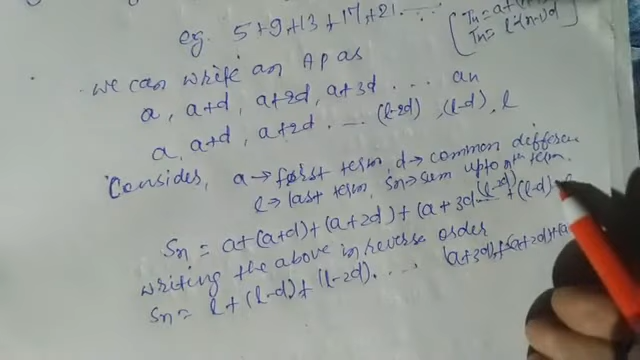 eg. 5+9+13+17+21......
[Tn = a+
Tn = l-(n-1)d]
we can write an AP as
a, a+d, a+2d, a+3d .... an
a, a+d, a+2d .... (l-2d), (l-d), l
Consider, a→ first term, d→ common differen
l→ last term, Sn→ sum upto nth term.
Sn = a+(a+d)+(a+2d)+(a+3d (l-2d) + (l-d)
writing the above in reverse order
Sn = l+(l-d)+(l-2d).... (a+3d)+(a+2d)+(a